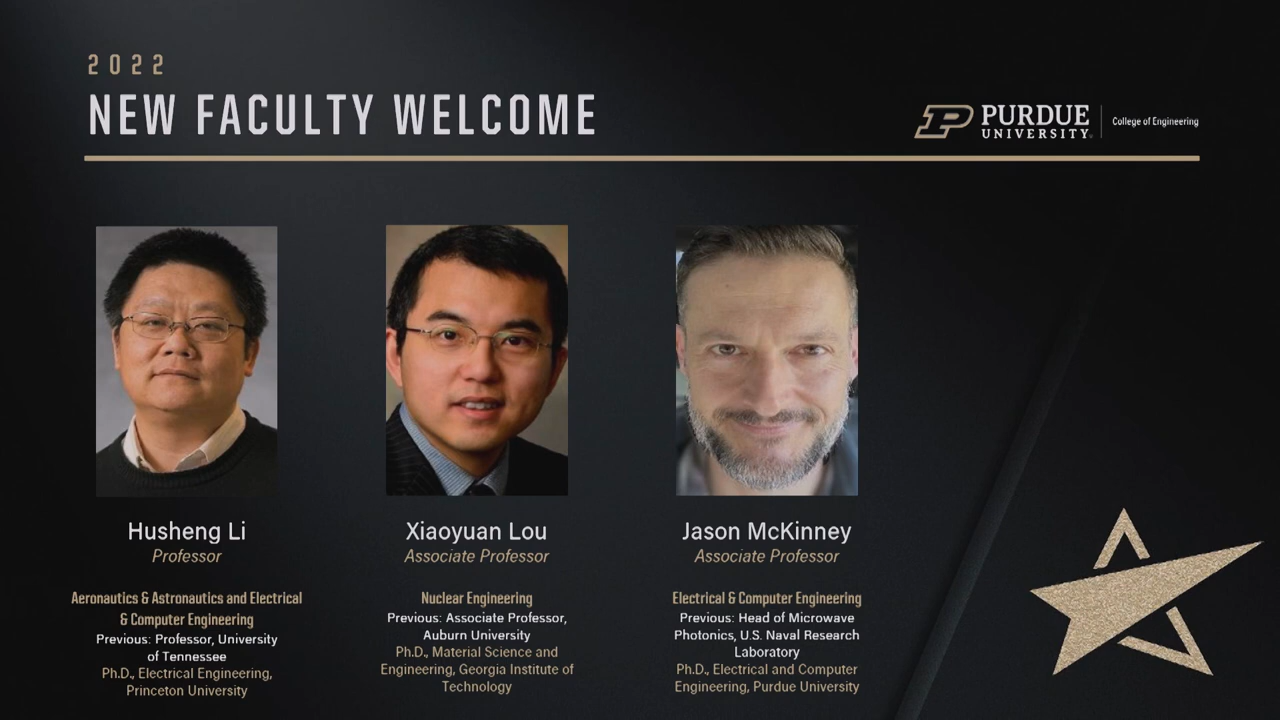 2022
NEW FACULTY WELCOME
PURDUE
UNIVERSITY®
College of Engineering
Husheng Li
Professor
Aeronautics & Astronautics and Electrical
& Computer Engineering
Previous: Professor, University
of Tennessee
Ph.D., Electrical Engineering,
Princeton University
Xiaoyuan Lou
Associate Professor
Nuclear Engineering
Previous: Associate Professor,
Auburn University
Ph.D., Material Science and
Engineering, Georgia Institute of
Technology
Jason McKinney
Associate Professor
Electrical & Computer Engineering
Previous: Head of Microwave
Photonics, U.S. Naval Research
Laboratory
Ph.D., Electrical and Computer
Engineering, Purdue University